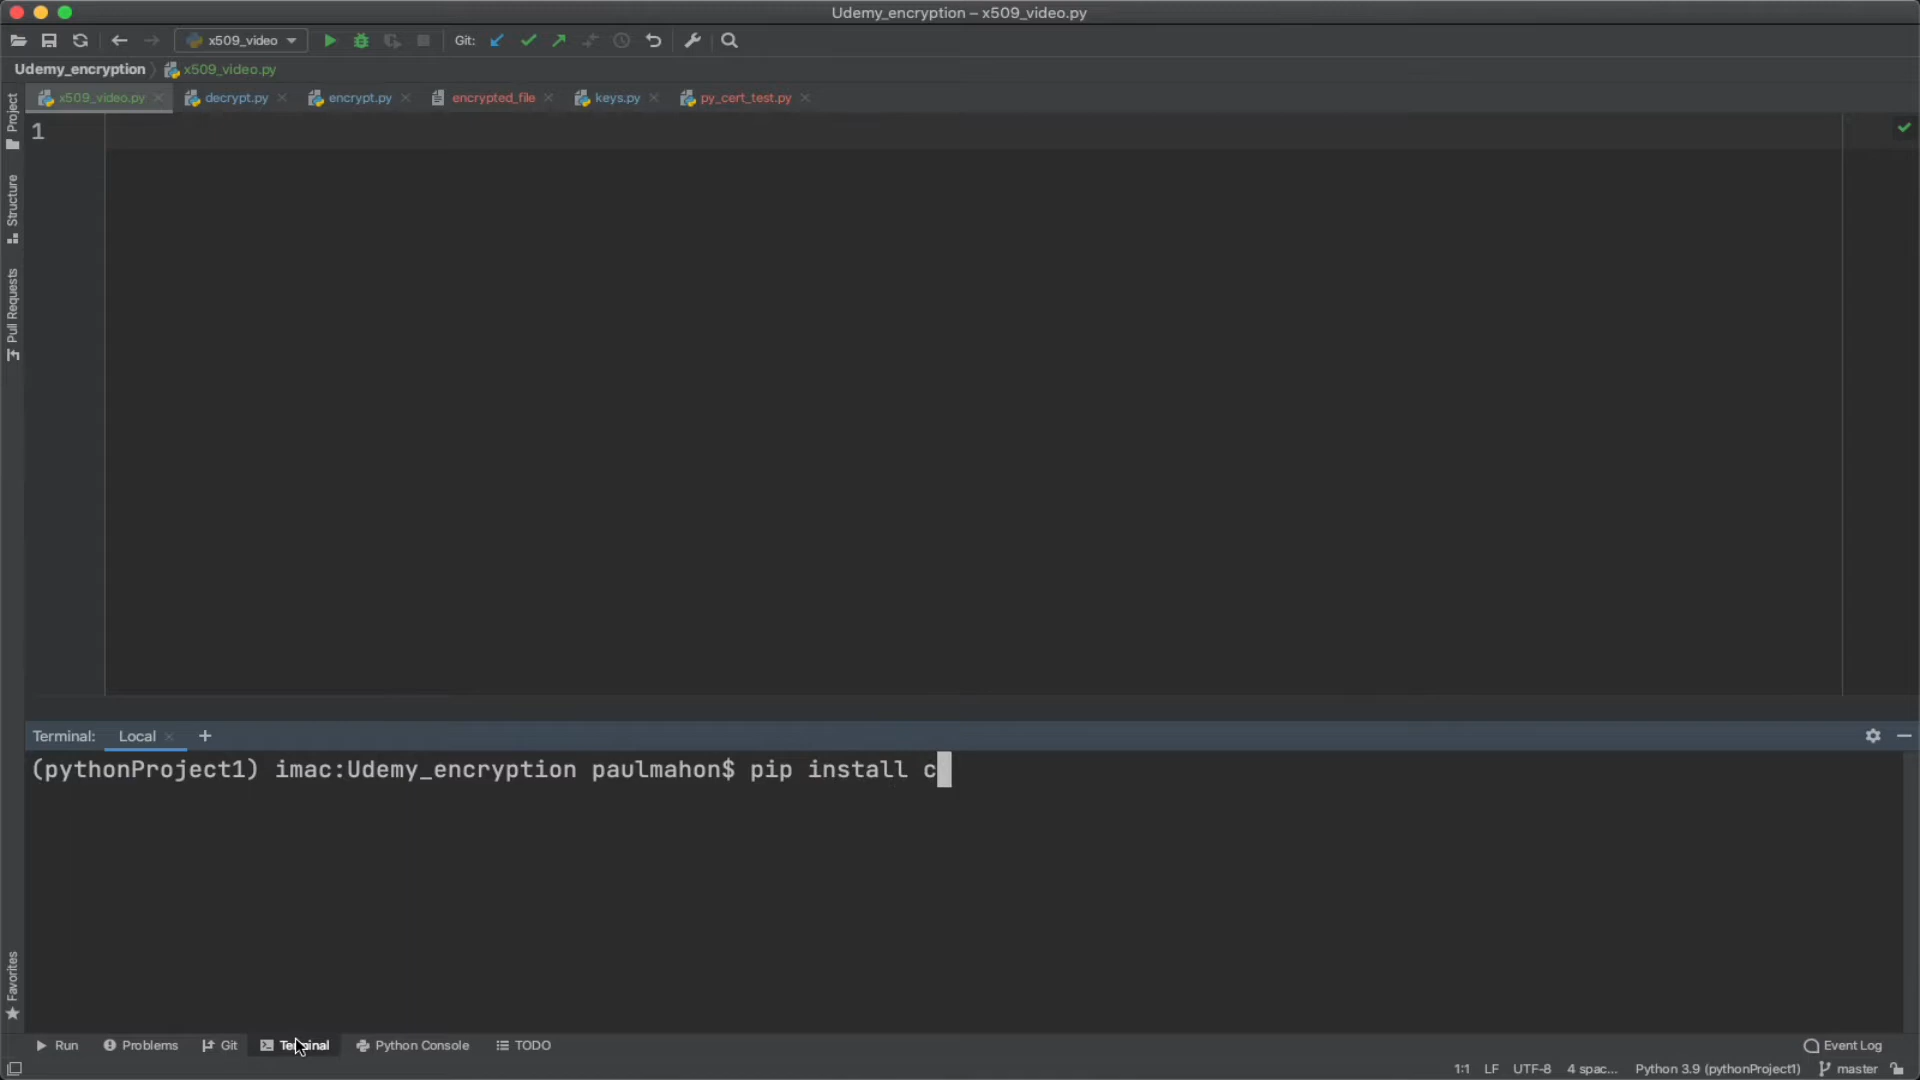 Udemy_encryption – x509_video.py
x509_video Git:
Udemy_encryption x509_video.py
x509_video.py decrypt.py encrypt.py encrypted_file keys.py py_cert_test.py
Project
Structure
Pull Requests
1
Terminal: Local +
(pythonProject1) imac:Udemy_encryption paulmahon$ pip install c
Favorites
Run Problems Git Terminal Python Console TODO Event Log
1:1 LF UTF-8 4 spac... Python 3.9 (pythonProject1) master